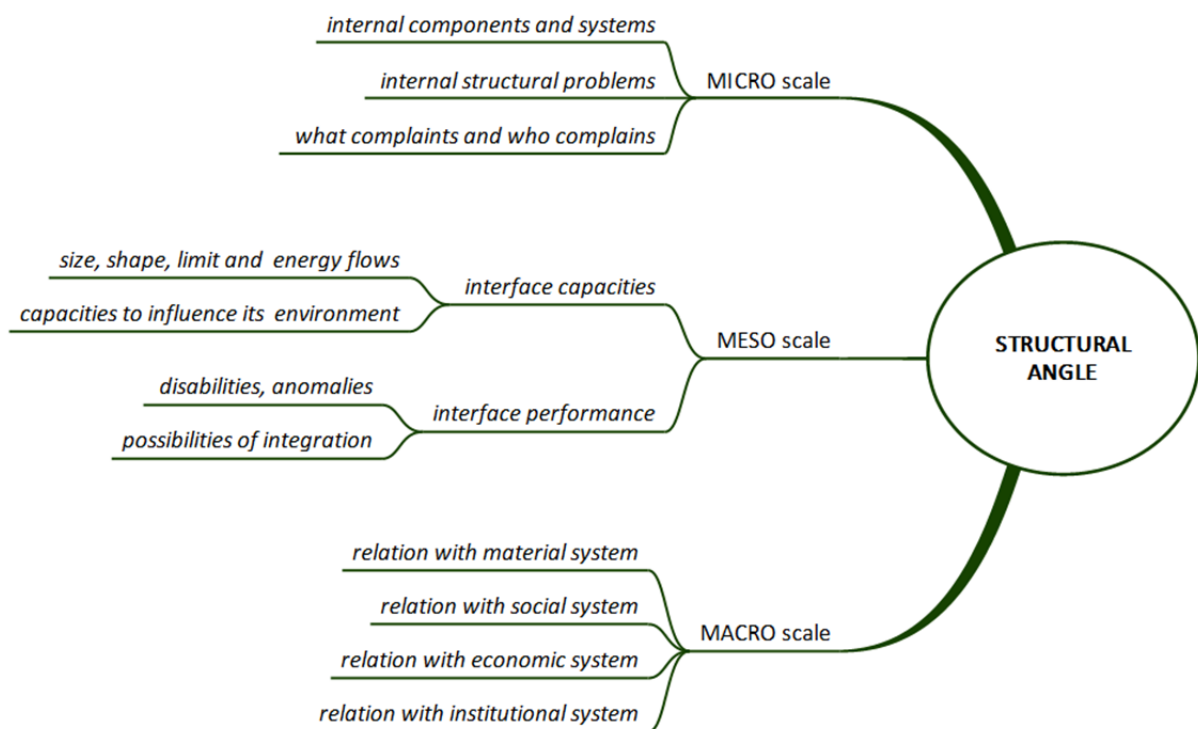 internal components and systems
internal structural problems
what complaints and who complains
MICRO scale
size, shape, limit and  energy flows
capacities to influence its  environment
interface capacities
disabilities, anomalies
possibilities of integration
interface performance
MESO scale
relation with material system
relation with social system
relation with economic system
relation with institutional system
MACRO scale
STRUCTURAL
ANGLE